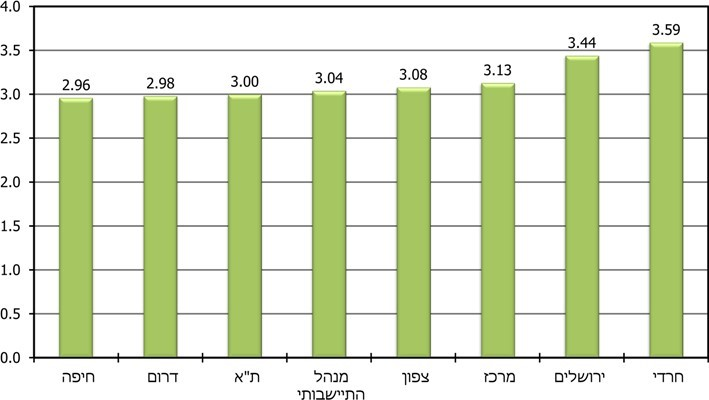 4.0
3.5
3.0
2.5
2.0
1.5
1.0
0.5
0.0
2.96
2.98
3.00
3.04
3.08
3.13
3.44
3.59
חיפה
דרום
ת"א
מנהל
התיישבותי
צפון
מרכז
ירושלים
חרדי